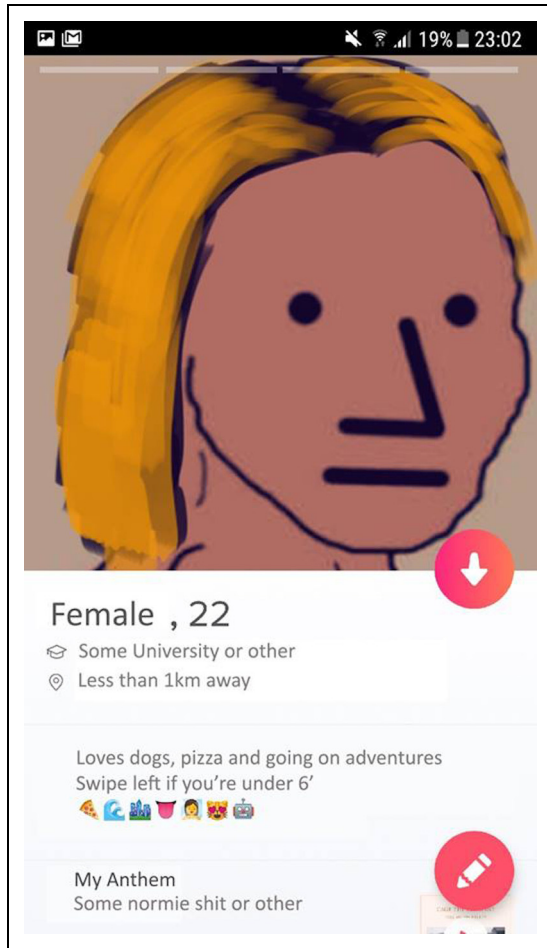 19% 23:02
Female , 22
Some University or other
Less than 1km away
Loves dogs, pizza and going on adventures
Swipe left if you’re under 6’
🍕🌊🏙️👅🧖‍♀️😻🤖
My Anthem
Some normie shit or other